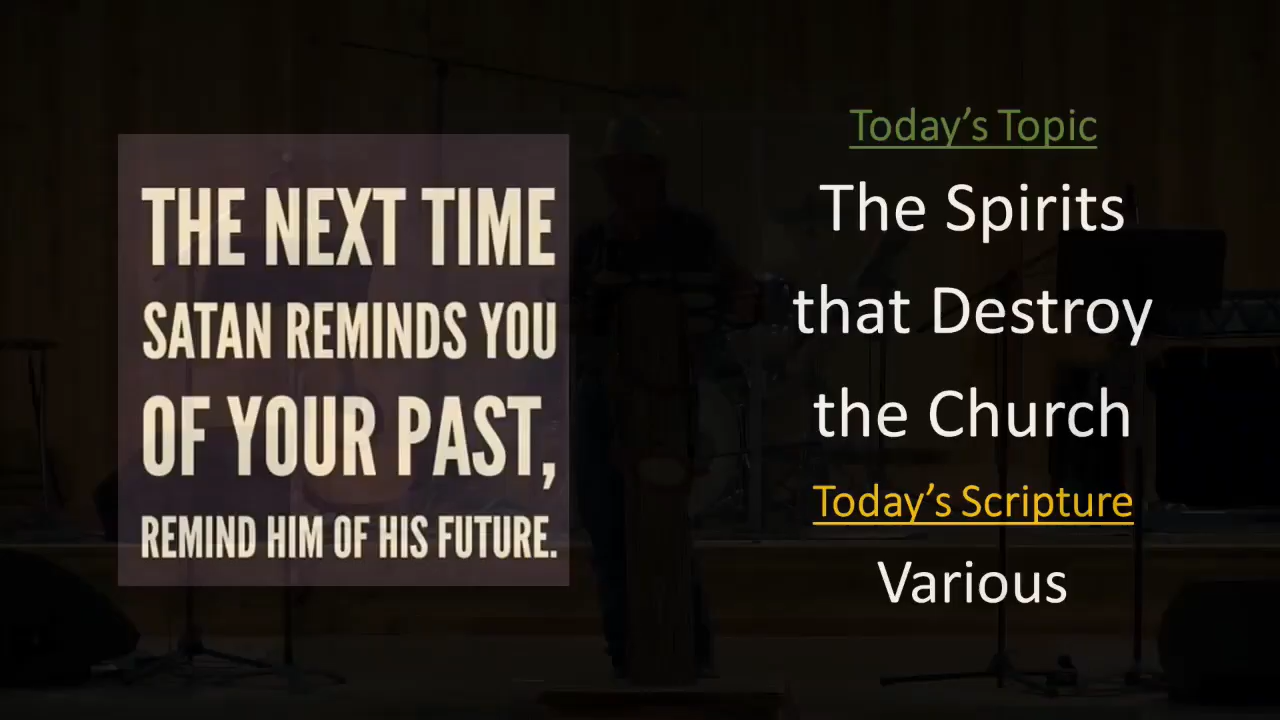 THE NEXT TIME
SATAN REMINDS YOU
OF YOUR PAST,
REMIND HIM OF HIS FUTURE.
Today’s Topic
The Spirits
that Destroy
the Church
Today’s Scripture
Various